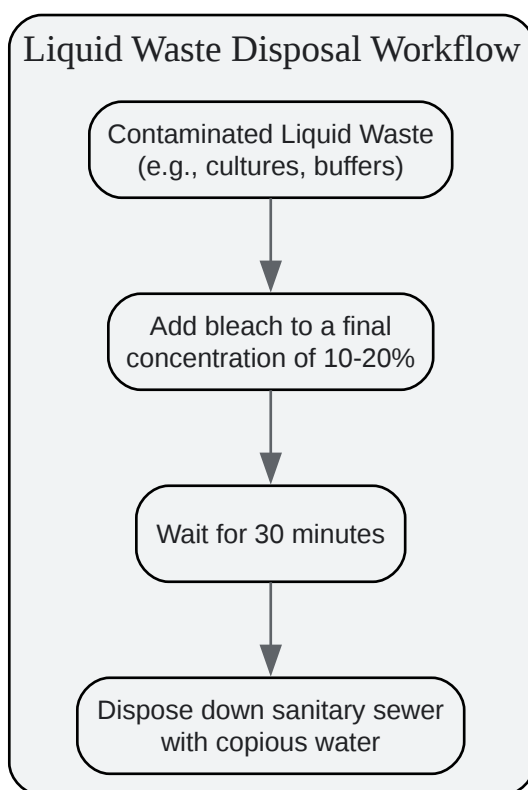 Liquid Waste Disposal Workflow
Contaminated Liquid Waste
(e.g., cultures, buffers)
Add bleach to a final
concentration of 10-20%
Wait for 30 minutes
Dispose down sanitary sewer
with copious water